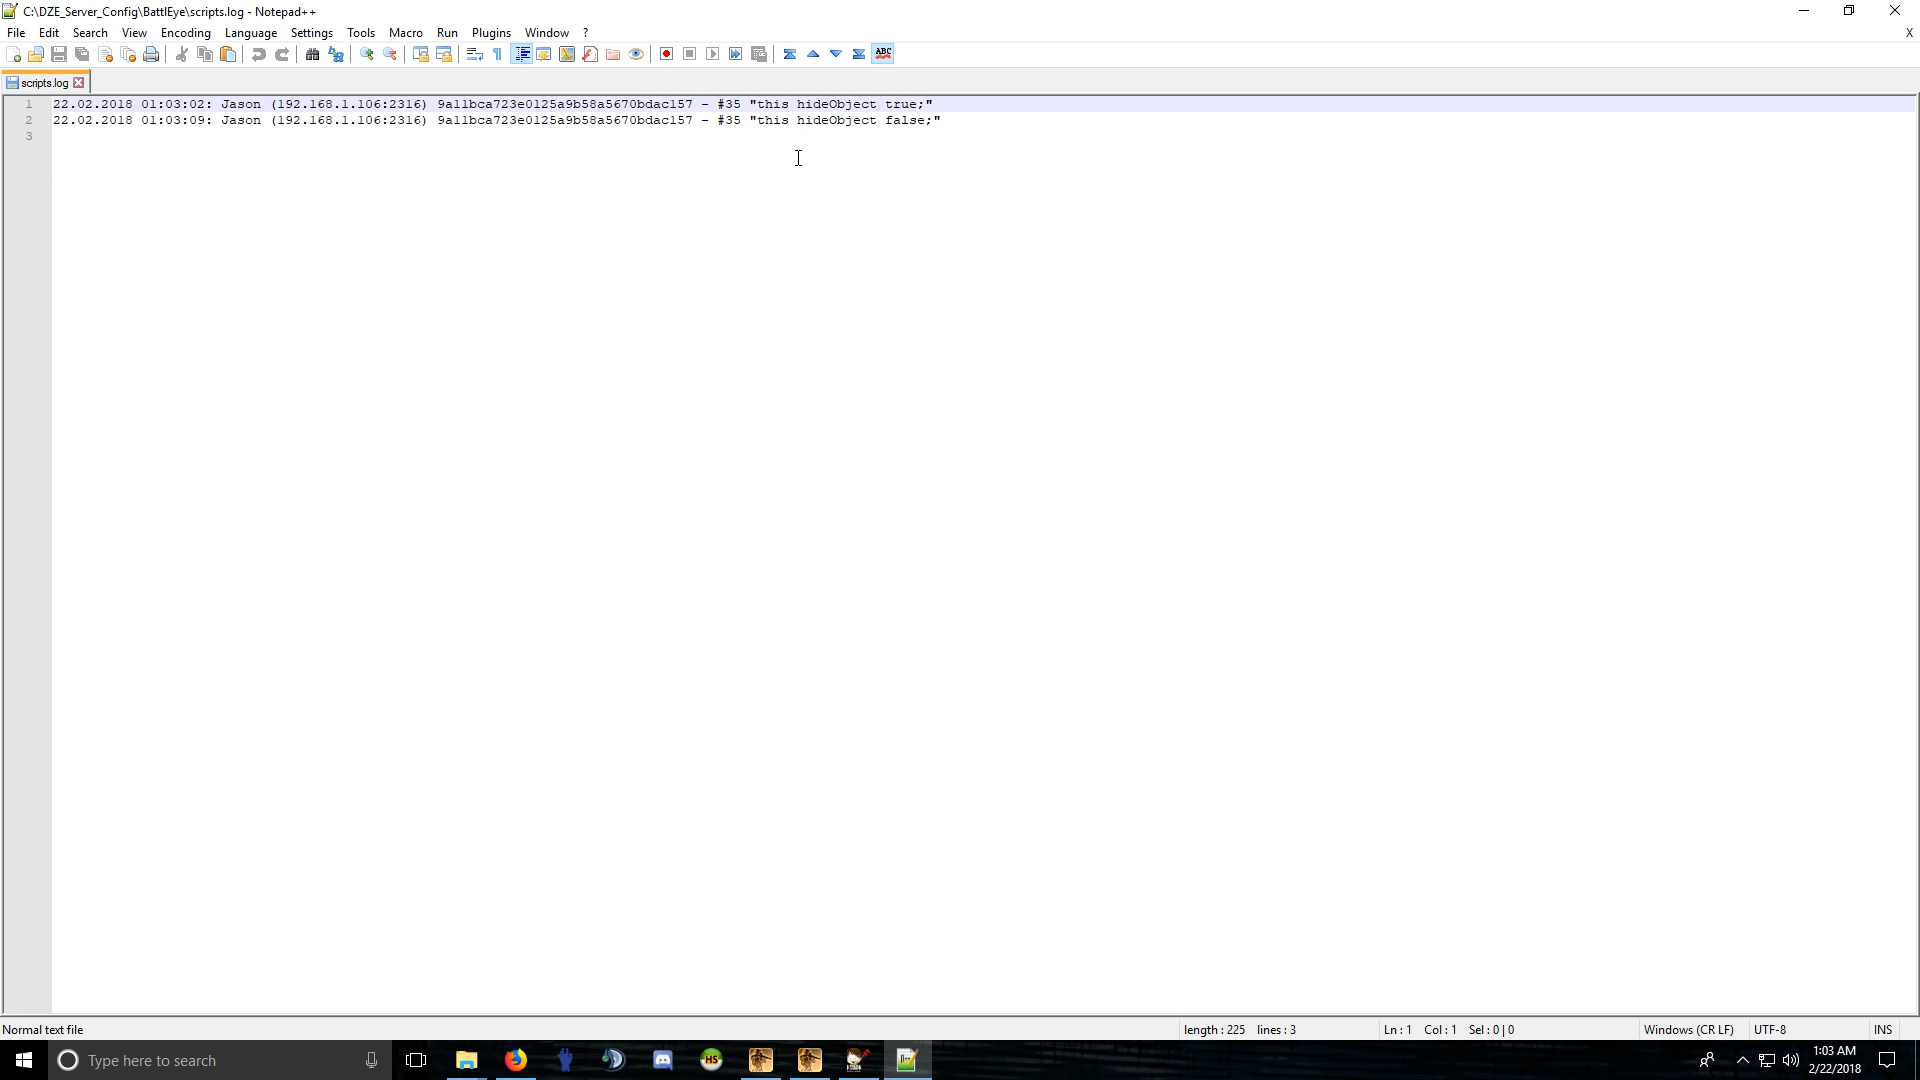 C:\DZE_Server_Config\BattlEye\scripts.log - Notepad++
File Edit Search View Encoding Language Settings Tools Macro Run Plugins Window ? X
ABC
scripts.log
1 22.02.2018 01:03:02: Jason (192.168.1.106:2316) 9a11bca723e0125a9b58a5670bdac157 - #35 "this hideObject true;"
2 22.02.2018 01:03:09: Jason (192.168.1.106:2316) 9a11bca723e0125a9b58a5670bdac157 - #35 "this hideObject false;"
3
Normal text file length : 225 lines : 3 Ln : 1 Col : 1 Sel : 0 | 0 Windows (CR LF) UTF-8 INS
Type here to search
HS
1:03 AM
2/22/2018